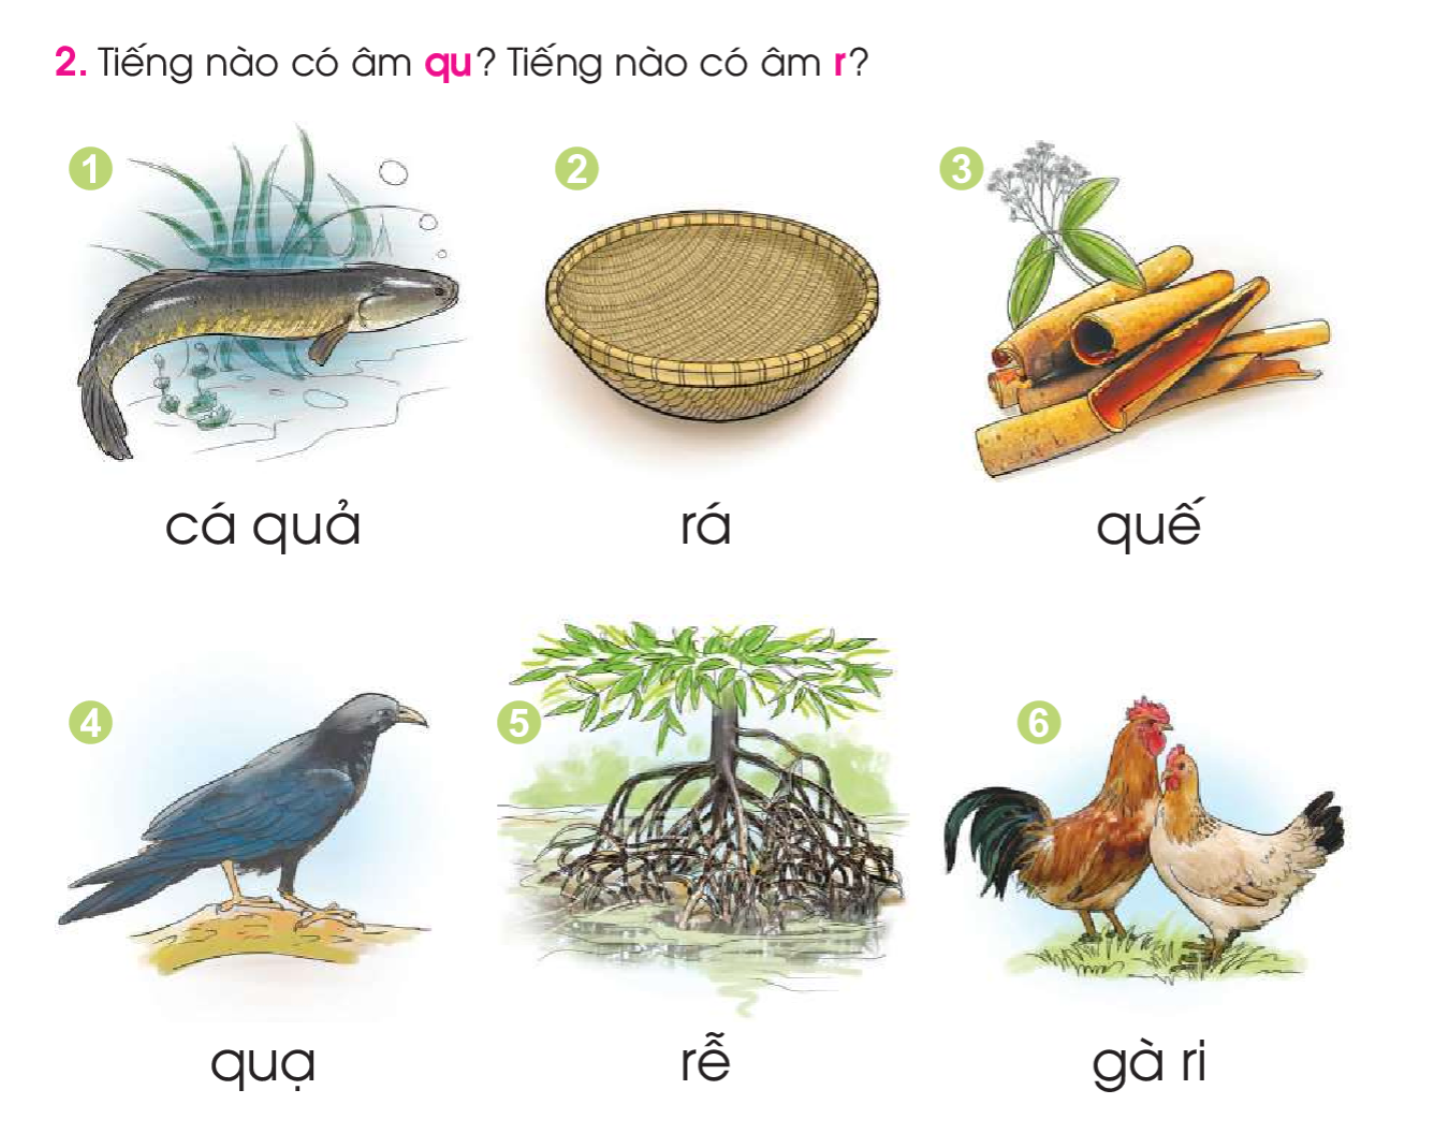 2. Tiếng nào có âm qu? Tiếng nào có âm r?
1
2
3
cá quả
rá
quế
4
5
6
quạ
rễ
gà ri